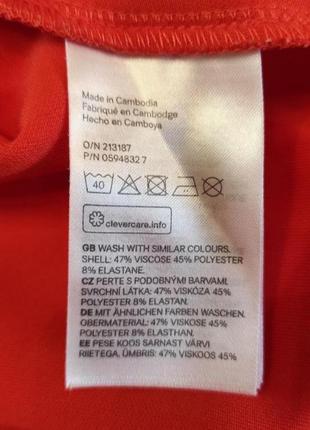 Made in Cambodia
Fabriqué en Cambodge
Hecho en Camboya
O/N 213187
P/N 0594832 7
40
clevercare.info
GB WASH WITH SIMILAR COLOURS.
SHELL: 47% VISCOSE 45% POLYESTER
8% ELASTANE.
CZ PERTE S PODOBNÝMI BARVAMI.
SVRCHNÍ LÁTKA: 47% VISKÓZA 45%
POLYESTER 8% ELASTAN.
DE MIT ÄHNLICHEN FARBEN WASCHEN.
OBERMATERIAL: 47% VISKOSE 45%
POLYESTER 8% ELASTHAN.
EE PESE KOOS SARNAST VÄRVI
RIIETEGA. ÜMBRIS: 47% VISKOOS 45%